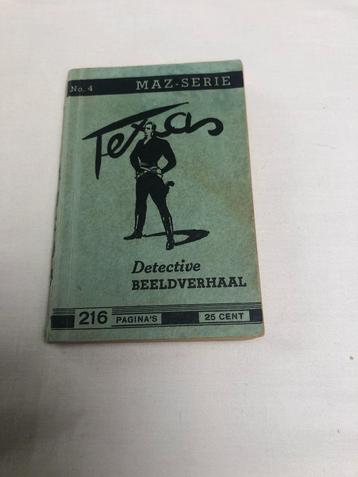 No. 4 MAZ-SERIE
Texas
Detective
BEELDVERHAAL
216 PAGINA'S 25 CENT